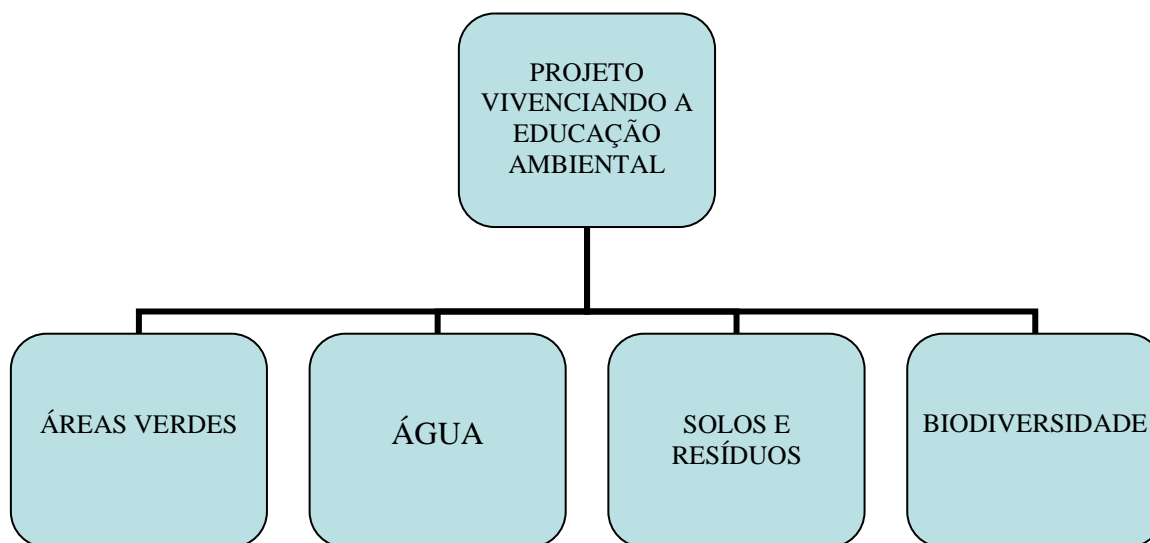 PROJETO
VIVENCIANDO A
EDUCAÇÃO
AMBIENTAL
ÁREAS VERDES
ÁGUA
SOLOS E
RESÍDUOS
BIODIVERSIDADE